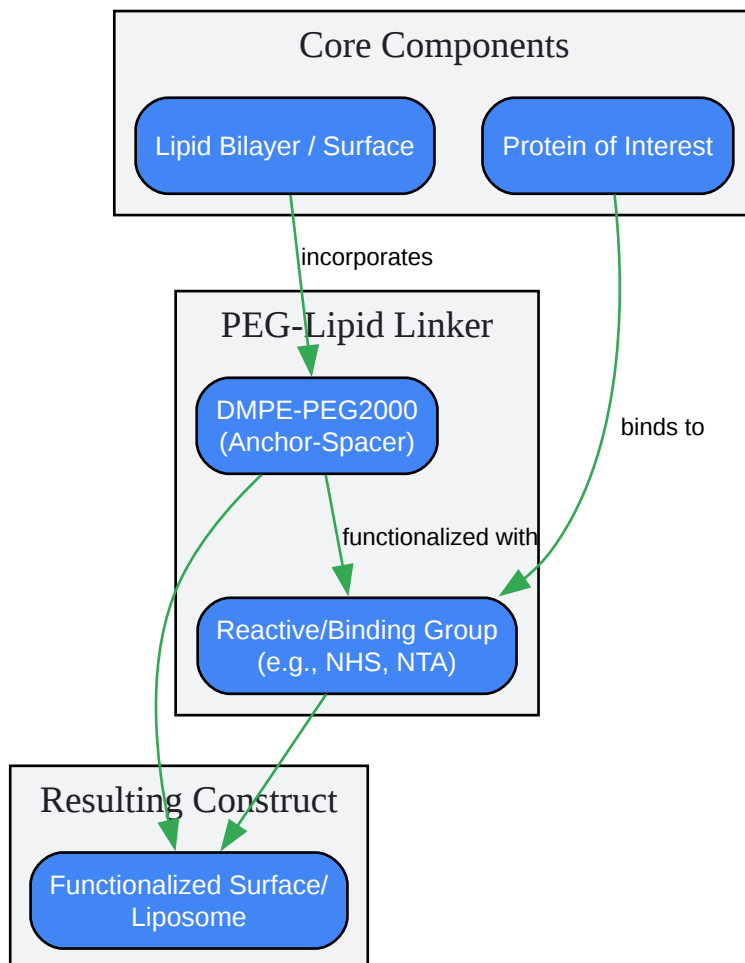 Core Components
Lipid Bilayer / Surface
Protein of Interest
incorporates
PEG-Lipid Linker
DMPE-PEG2000
(Anchor-Spacer)
binds to
functionalized with
Reactive/Binding Group
(e.g., NHS, NTA)
Resulting Construct
Functionalized Surface/
Liposome